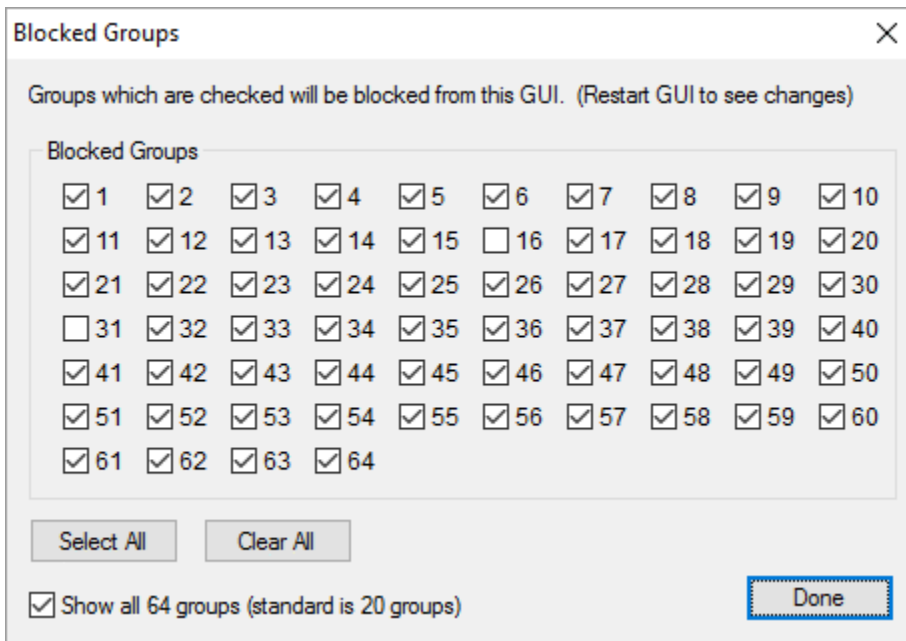 Blocked Groups
Groups which are checked will be blocked from this GUI. (Restart GUI to see changes)
Blocked Groups
1 2 3 4 5 6 7 8 9 10
11 12 13 14 15 16 17 18 19 20
21 22 23 24 25 26 27 28 29 30
31 32 33 34 35 36 37 38 39 40
41 42 43 44 45 46 47 48 49 50
51 52 53 54 55 56 57 58 59 60
61 62 63 64
Select All Clear All
Show all 64 groups (standard is 20 groups)
Done